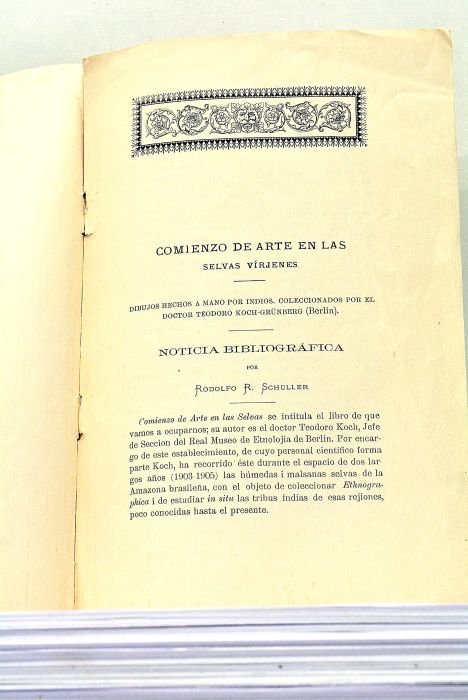 COMIENZO DE ARTE EN LAS
SELVAS VÍRJENES
DIBUJOS HECHOS A MANO POR INDIOS, COLECCIONADOS POR EL
DOCTOR TEODORO KOCH-GRÜNBERG (Berlin).
NOTICIA BIBLIOGRÁFICA
POR
RODOLFO R. SCHULLER
Comienzo de Arte en las Selvas se intitula el libro de que
vamos a ocuparnos; su autor es el doctor Teodoro Koch, Jefe
de Seccion del Real Museo de Etnolojía de Berlin. Por encar-
go de este establecimiento, de cuyo personal científico forma
parte Koch, ha recorrido éste durante el espacio de dos lar-
gos años (1903-1905) las húmedas i malsanas selvas de la
Amazona brasileña, con el objeto de coleccionar Ethnogra-
phica i de estudiar in situ las tribus indias de esas rejiones,
poco conocidas hasta el presente.